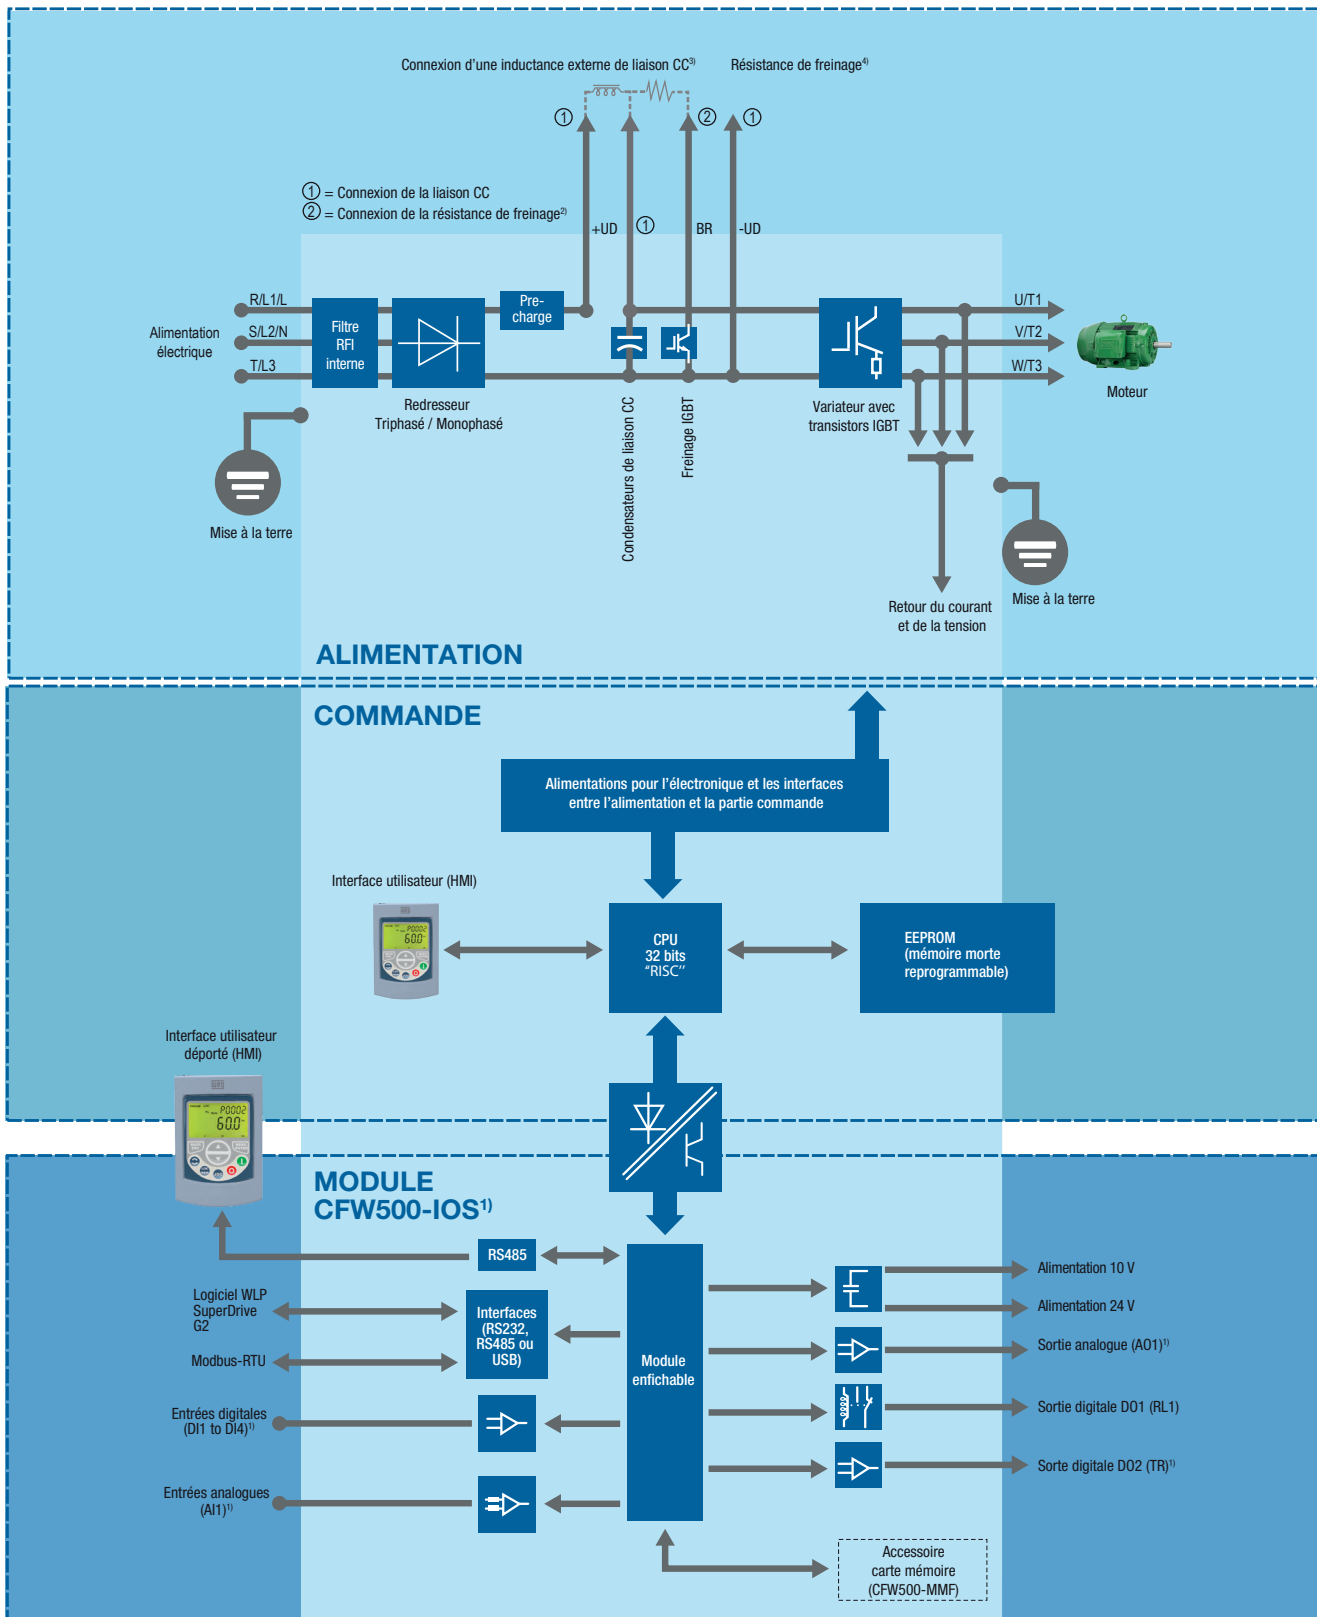 Connexion d'une inductance externe de liaison CC3)
Résistance de freinage4)
1
2
1
1 = Connexion de la liaison CC
2 = Connexion de la résistance de freinage2)
+UD
1
BR
-UD
R/L1/L
S/L2/N
T/L3
Alimentation
électrique
Filtre
RFI
interne
Pre-
charge
Redresseur
Triphasé / Monophasé
Condensateurs de liaison CC
Freinage IGBT
Variateur avec
transistors IGBT
U/T1
V/T2
W/T3
Moteur
Mise à la terre
Mise à la terre
Retour du courant
et de la tension
ALIMENTATION
COMMANDE
Alimentations pour l'électronique et les interfaces
entre l'alimentation et la partie commande
Interface utilisateur (HMI)
P0002
60.0
CPU
32 bits
"RISC''
EEPROM
(mémoire morte
reprogrammable)
Interface utilisateur
déporté (HMI)
P0002
60.0
MODULE
CFW500-IOS1)
RS485
Logiciel WLP
SuperDrive
G2
Modbus-RTU
Interfaces
(RS232,
RS485 ou
USB)
Entrées digitales
(DI1 to DI4)1)
Entrées analogues
(AI1)1)
Module
enfichable
Alimentation 10 V
Alimentation 24 V
Sortie analogue (AO1)1)
Sortie digitale DO1 (RL1)
Sorte digitale DO2 (TR)1)
Accessoire
carte mémoire
(CFW500-MMF)